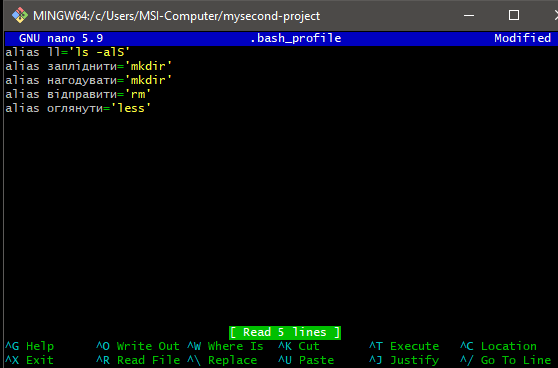 MINGW64:/c/Users/MSI-Computer/mysecond-project
GNU nano 5.9 .bash_profile Modified
alias ll='ls -alS'
alias запліднити='mkdir'
alias нагодувати='mkdir'
alias відправити='rm'
alias оглянути='less'
[ Read 5 lines ]
^G Help ^O Write Out ^W Where Is ^K Cut ^T Execute ^C Location
^X Exit ^R Read File ^\ Replace ^U Paste ^J Justify ^/ Go To Line